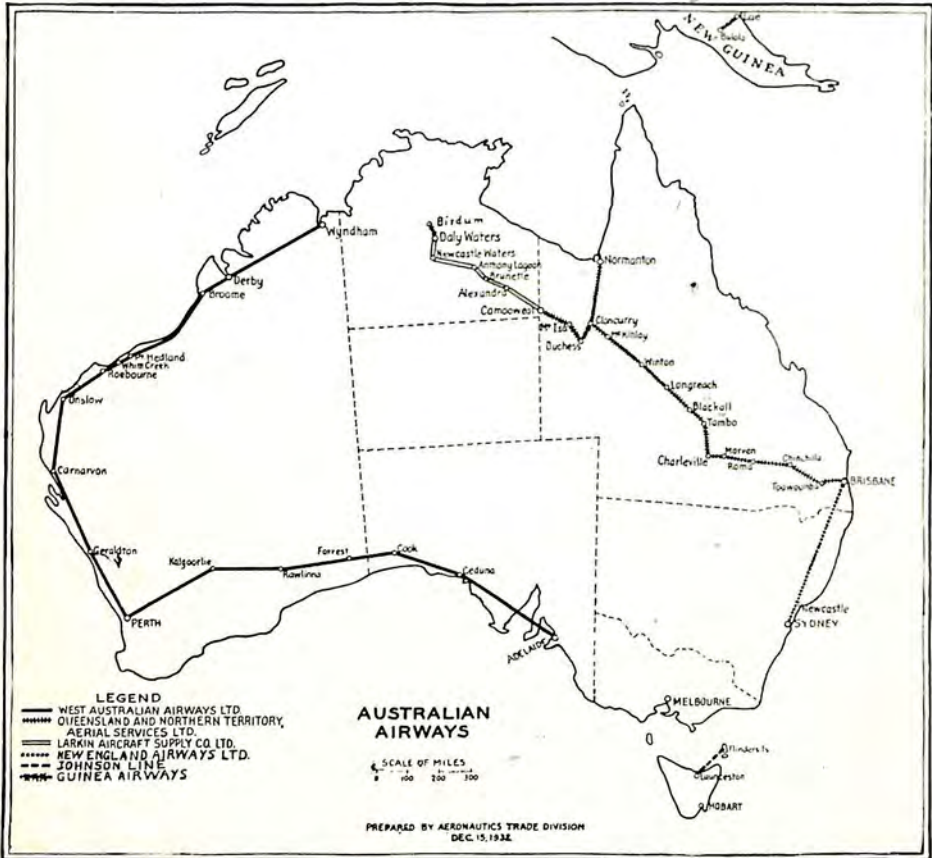 Lae
Bulolo
NEW GUINEA
Birdum
Wyndham
Daly Waters
Newcastle Waters
Normanton
Anthony Lagoon
Derby
Brunette
Broome
Alexandra
Camooweal
Mt Isa
Cloncurry
McKinlay
Duchess
Pt Hedland
Whim Creek
Roebourne
Winton
Longreach
Onslow
Blackall
Tambo
Carnarvon
Charleville
Morven
Roma
Chinchilla
Toowoomba
BRISBANE
Geraldton
Kalgoorlie
Rawlinna
Forrest
Cook
Ceduna
PERTH
Newcastle
SYDNEY
ADELAIDE
MELBOURNE
Flinders Is
Launceston
HOBART
LEGEND
WEST AUSTRALIAN AIRWAYS LTD.
QUEENSLAND AND NORTHERN TERRITORY,
AERIAL SERVICES LTD.
LARKIN AIRCRAFT SUPPLY CO. LTD.
NEW ENGLAND AIRWAYS LTD.
JOHNSON LINE
GUINEA AIRWAYS
AUSTRALIAN
AIRWAYS
SCALE OF MILES
0 100 200 300
PREPARED BY AERONAUTICS TRADE DIVISION
DEC. 15, 1932